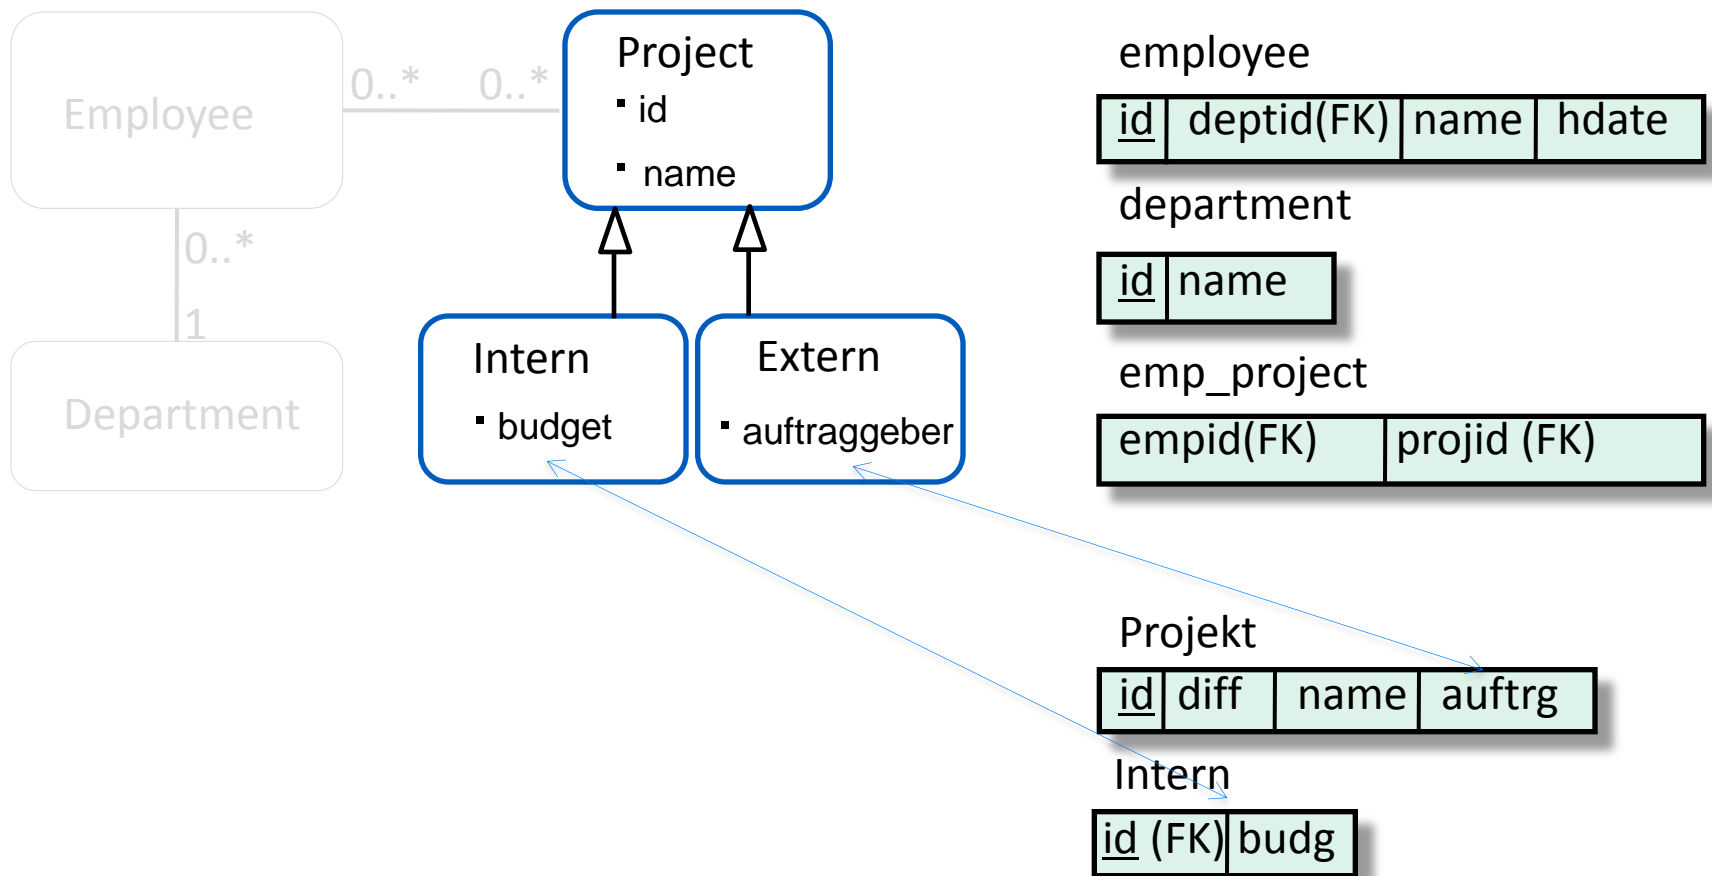 Employee
0..*
0..*
0..*
1
Department
Project
▪ id
▪ name
Intern
▪ budget
Extern
▪ auftraggeber
employee
id deptid(FK) name hdate
department
id name
emp_project
empid(FK) projid (FK)
Projekt
id diff name auftrg
Intern
id (FK) budg